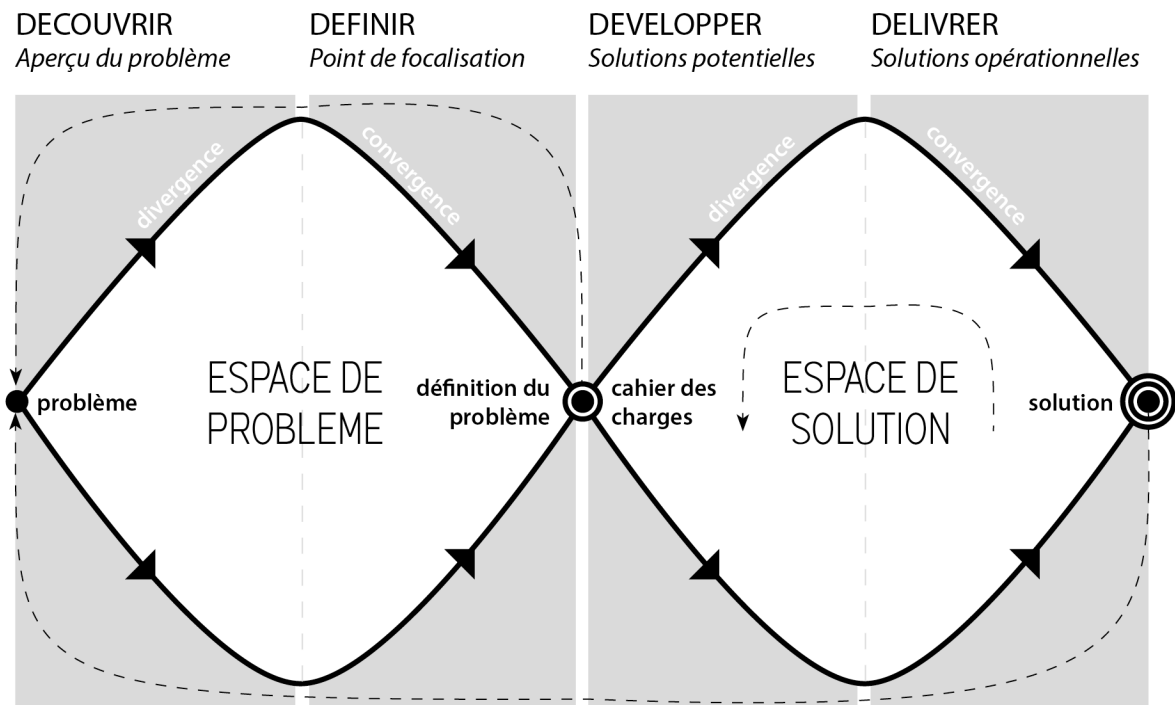 DECOUVRIR
Aperçu du problème
DEFINIR
Point de focalisation
DEVELOPPER
Solutions potentielles
DELIVRER
Solutions opérationnelles
divergence
convergence
divergence
convergence
problème
ESPACE DE
PROBLEME
définition du
problème
cahier des
charges
ESPACE DE
SOLUTION
solution